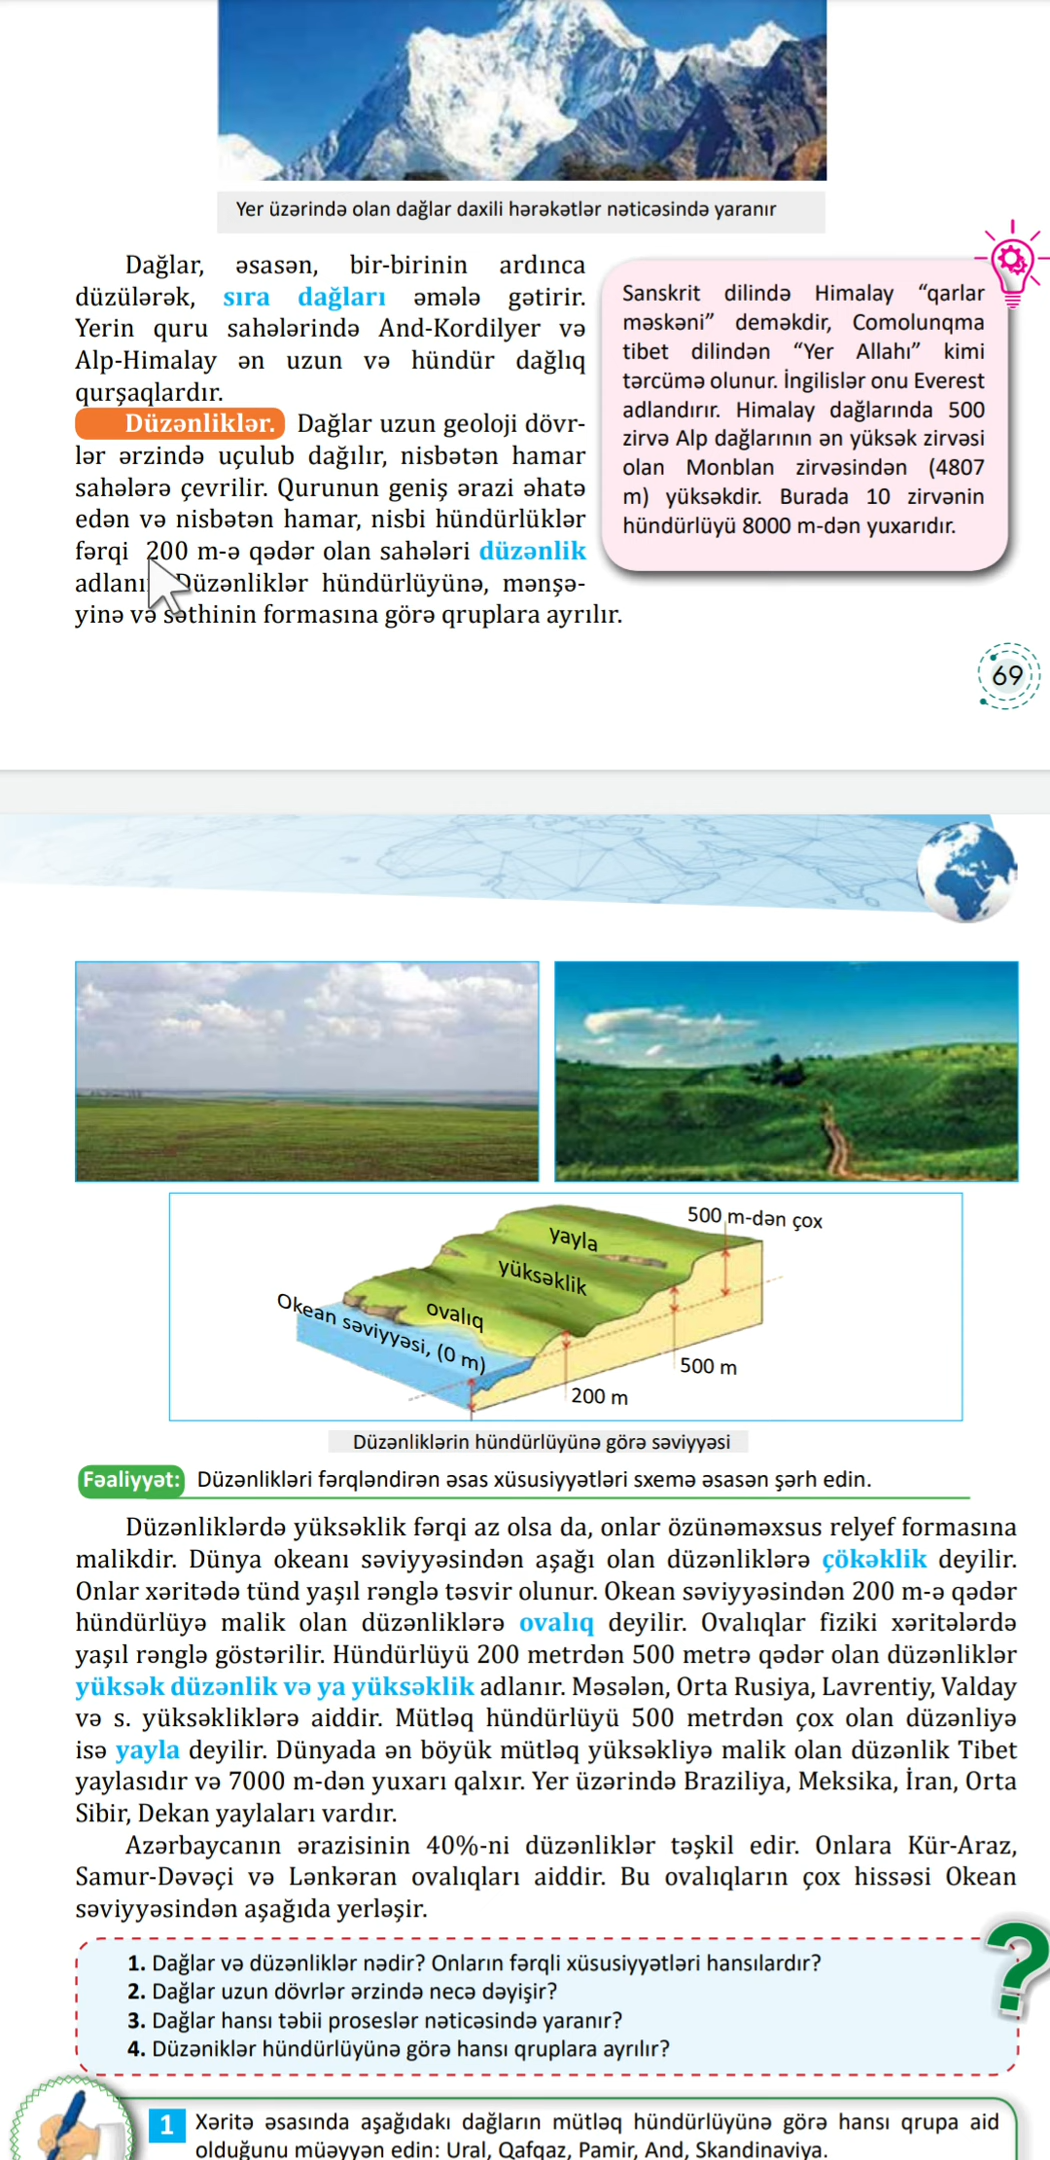 Yer üzərində olan dağlar daxili hərəkətlər nəticəsində yaranır
Dağlar, əsasən, bir-birinin ardınca
düzülərək, sıra dağları əmələ gətirir.
Yerin quru sahələrində And-Kordilyer və
Alp-Himalay ən uzun və hündür dağlıq
qurşaqlardır.
Düzənliklər. Dağlar uzun geoloji dövr-
lər ərzində uçulub dağılır, nisbətən hamar
sahələrə çevrilir. Qurunun geniş ərazi əhatə
edən və nisbətən hamar, nisbi hündürlüklər
fərqi 200 m-ə qədər olan sahələri düzənlik
adlanı Düzənliklər hündürlüyünə, mənşə-
yinə və səthinin formasına görə qruplara ayrılır.
Sanskrit dilində Himalay “qarlar
məskəni” deməkdir, Comolunqma
tibet dilindən “Yer Allahı” kimi
tərcümə olunur. İngilislər onu Everest
adlandırır. Himalay dağlarında 500
zirvə Alp dağlarının ən yüksək zirvəsi
olan Monblan zirvəsindən (4807
m) yüksəkdir. Burada 10 zirvənin
hündürlüyü 8000 m-dən yuxarıdır.
69
500 m-dən çox
yayla
yüksəklik
ovalıq
Okean səviyyəsi, (0 m)
500 m
200 m
Düzənliklərin hündürlüyünə görə səviyyəsi
Fəaliyyət: Düzənlikləri fərqləndirən əsas xüsusiyyətləri sxemə əsasən şərh edin.
Düzənliklərdə yüksəklik fərqi az olsa da, onlar özünəməxsus relyef formasına
malikdir. Dünya okeanı səviyyəsindən aşağı olan düzənliklərə çökəklik deyilir.
Onlar xəritədə tünd yaşıl rənglə təsvir olunur. Okean səviyyəsindən 200 m-ə qədər
hündürlüyə malik olan düzənliklərə ovalıq deyilir. Ovalıqlar fiziki xəritələrdə
yaşıl rənglə göstərilir. Hündürlüyü 200 metrdən 500 metrə qədər olan düzənliklər
yüksək düzənlik və ya yüksəklik adlanır. Məsələn, Orta Rusiya, Lavrentiy, Valday
və s. yüksəkliklərə aiddir. Mütləq hündürlüyü 500 metrdən çox olan düzənliyə
isə yayla deyilir. Dünyada ən böyük mütləq yüksəkliyə malik olan düzənlik Tibet
yaylasıdır və 7000 m-dən yuxarı qalxır. Yer üzərində Braziliya, Meksika, İran, Orta
Sibir, Dekan yaylaları vardır.
Azərbaycanın ərazisinin 40%-ni düzənliklər təşkil edir. Onlara Kür-Araz,
Samur-Dəvəçi və Lənkəran ovalıqları aiddir. Bu ovalıqların çox hissəsi Okean
səviyyəsindən aşağıda yerləşir.
1. Dağlar və düzənliklər nədir? Onların fərqli xüsusiyyətləri hansılardır?
2. Dağlar uzun dövrlər ərzində necə dəyişir?
3. Dağlar hansı təbii proseslər nəticəsində yaranır?
4. Düzəniklər hündürlüyünə görə hansı qruplara ayrılır?
?
1 Xəritə əsasında aşağıdakı dağların mütləq hündürlüyünə görə hansı qrupa aid
olduğunu müəyyən edin: Ural, Qafqaz, Pamir, And, Skandinaviya.